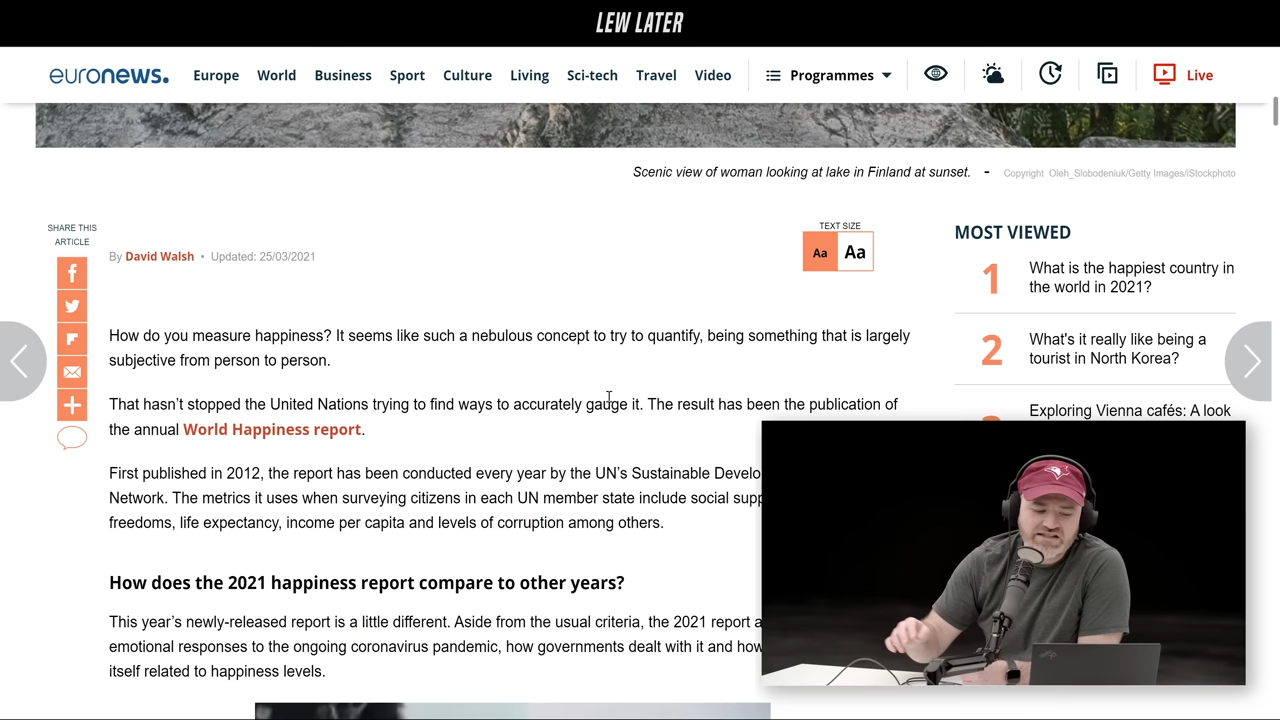 LEW LATER
euronews.
Europe
World
Business
Sport
Culture
Living
Sci-tech
Travel
Video
Programmes
Live
Scenic view of woman looking at lake in Finland at sunset. - Copyright Oleh_Slobodeniuk/Getty Images/iStockphoto
SHARE THIS
ARTICLE
By David Walsh • Updated: 25/03/2021
TEXT SIZE
Aa Aa
How do you measure happiness? It seems like such a nebulous concept to try to quantify, being something that is largely
subjective from person to person.
That hasn't stopped the United Nations trying to find ways to accurately gauge it. The result has been the publication of
the annual World Happiness report.
First published in 2012, the report has been conducted every year by the UN's Sustainable Develo
Network. The metrics it uses when surveying citizens in each UN member state include social supp
freedoms, life expectancy, income per capita and levels of corruption among others.
How does the 2021 happiness report compare to other years?
This year's newly-released report is a little different. Aside from the usual criteria, the 2021 report a
emotional responses to the ongoing coronavirus pandemic, how governments dealt with it and how
itself related to happiness levels.
MOST VIEWED
1
What is the happiest country in
the world in 2021?
2
What's it really like being a
tourist in North Korea?
Exploring Vienna cafés: A look